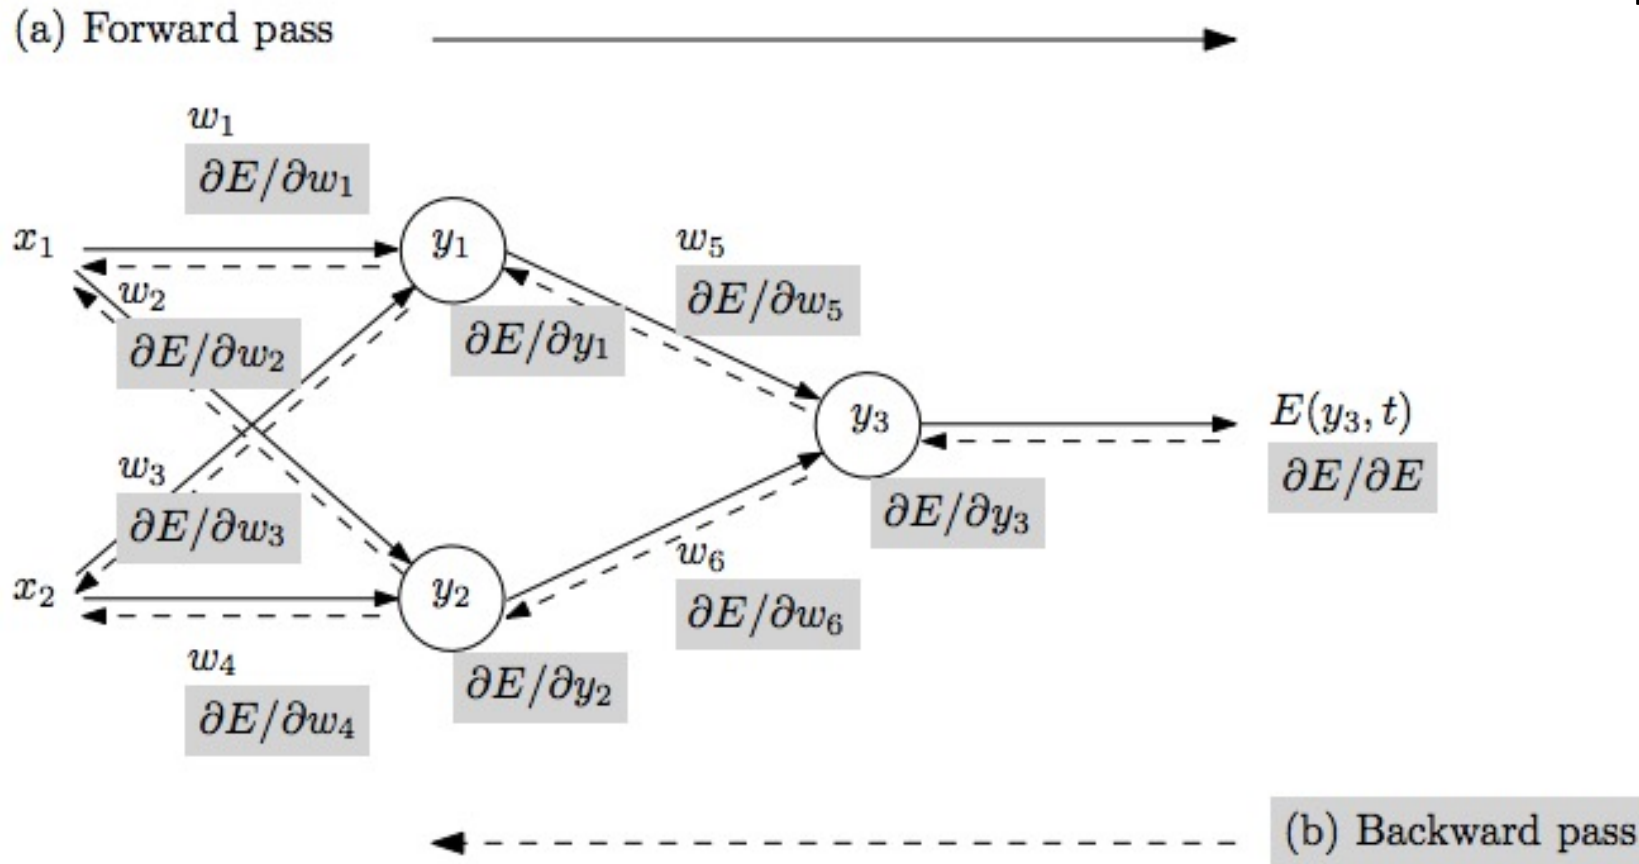 (a) Forward pass
w₁
∂E/∂w₁
x₁
y₁
w₅
∂E/∂w₅
w₂
∂E/∂w₂
∂E/∂y₁
y₃
E(y₃, t)
∂E/∂E
w₃
∂E/∂w₃
∂E/∂y₃
x₂
y₂
w₆
∂E/∂w₆
w₄
∂E/∂w₄
∂E/∂y₂
(b) Backward pass